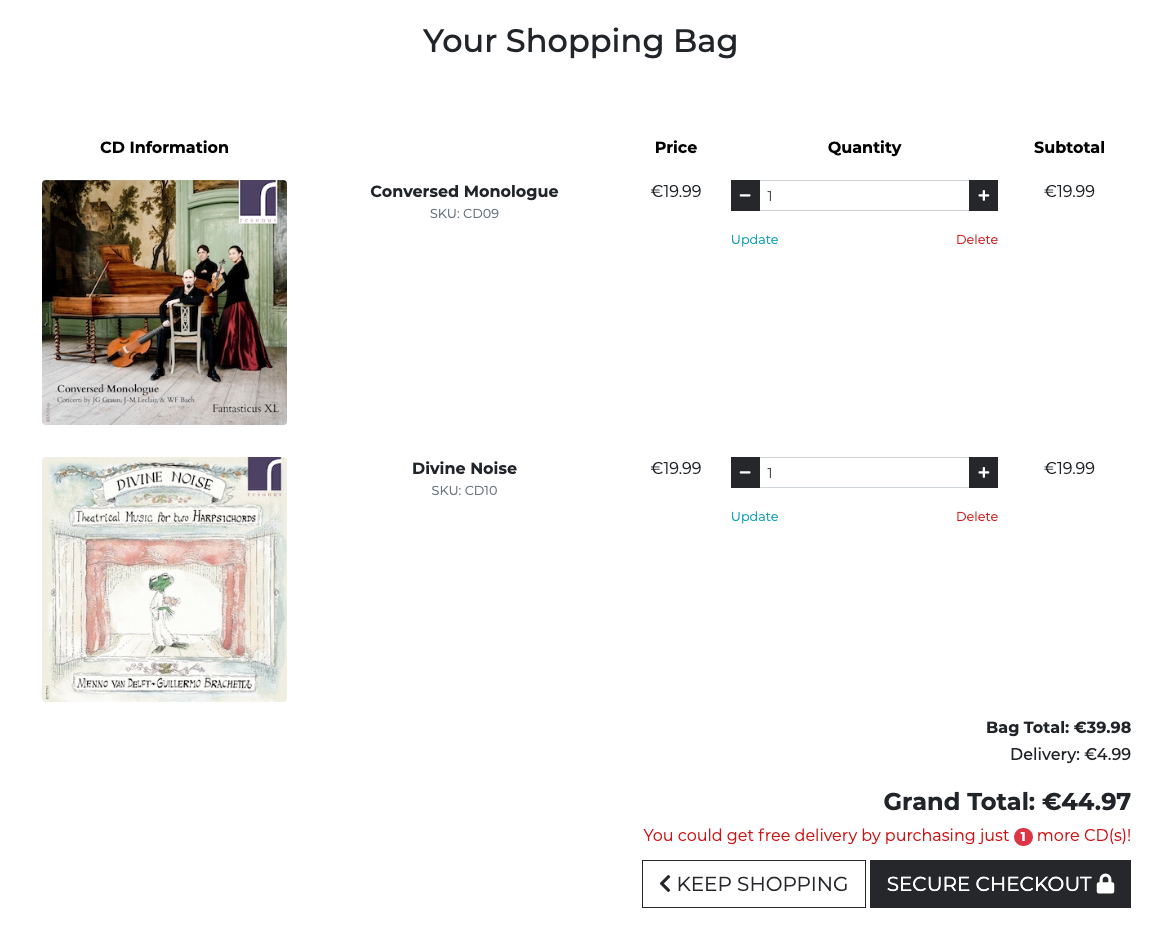 Your Shopping Bag
CD Information Price Quantity Subtotal
resonus
Conversed Monologue
SKU: CD09
€19.99
− 1 +
€19.99
Update Delete
Conversed Monologue
Concerti by JG Graun, J-M Leclair, & WF Bach
Fantasticus XL
DIVINE NOISE
resonus
Theatrical Music for two HARPSICHORDS
MENNO VAN DELFT · GUILLERMO BRACHETTA
Divine Noise
SKU: CD10
€19.99
− 1 +
€19.99
Update Delete
Bag Total: €39.98
Delivery: €4.99
Grand Total: €44.97
You could get free delivery by purchasing just 1 more CD(s)!
KEEP SHOPPING
SECURE CHECKOUT